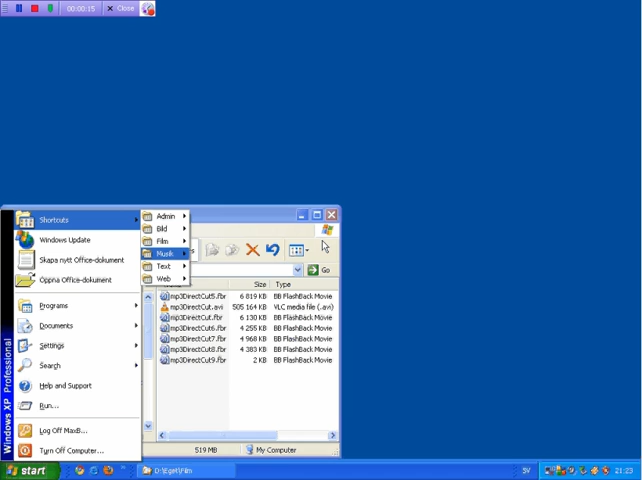 00:00:15 Close
Shortcuts
Windows Update
Skapa nytt Office-dokument
Öppna Office-dokument
Programs
Documents
Settings
Search
Help and Support
Run...
Log Off MaxB...
Turn Off Computer...
Windows XP Professional
Admin
Bild
Film
Musik
Text
Web
Go
Size Type
mp3DirectCut5.fbr 6 819 KB BB FlashBack Movie
mp3DirectCut.avi 505 164 KB VLC media file (.avi)
mp3DirectCut.fbr 6 130 KB BB FlashBack Movie
mp3DirectCut6.fbr 6 255 KB BB FlashBack Movie
mp3DirectCut7.fbr 4 968 KB BB FlashBack Movie
mp3DirectCut8.fbr 4 383 KB BB FlashBack Movie
mp3DirectCut9.fbr 2 KB BB FlashBack Movie
519 MB My Computer
start D:\Eget\Film SV 21:23